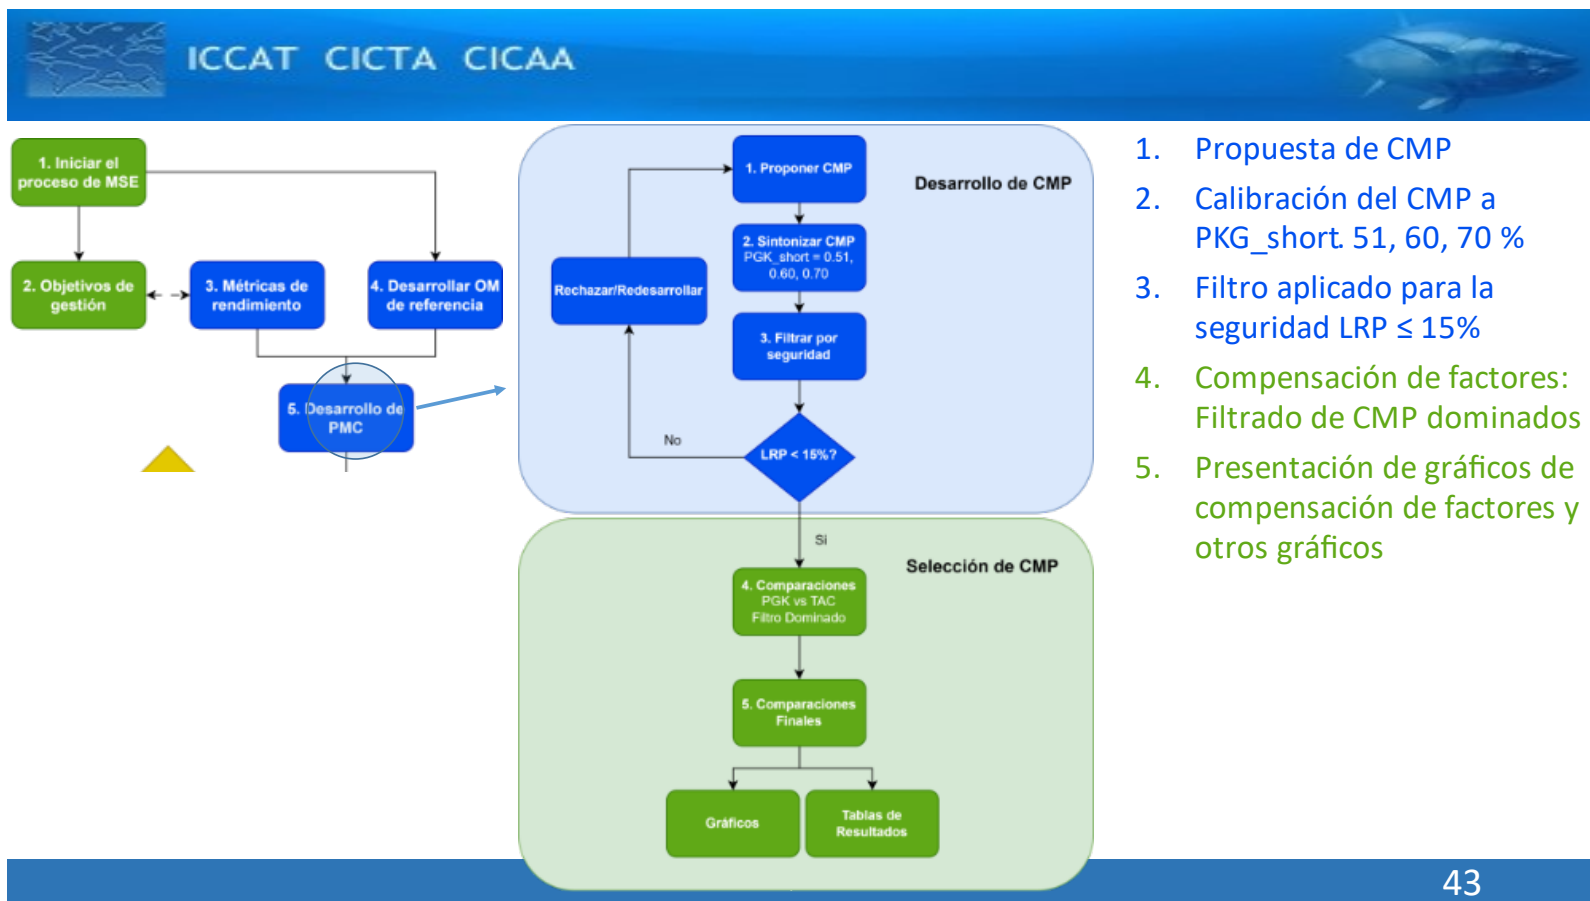 ICCAT CICTA CICAA
1. Iniciar el
proceso de MSE
2. Objetivos de
gestión
3. Métricas de
rendimiento
4. Desarrollar OM
de referencia
5. Desarrollo de
PMC
Desarrollo de CMP
1. Proponer CMP
2. Sintonizar CMP
PGK_short = 0.51,
0.60, 0.70
Rechazar/Redesarrollar
3. Filtrar por
seguridad
No
LRP < 15%?
Si
Selección de CMP
4. Comparaciones
PGK vs TAC
Filtro Dominado
5. Comparaciones
Finales
Gráficos
Tablas de
Resultados
1. Propuesta de CMP
2. Calibración del CMP a
PKG_short. 51, 60, 70 %
3. Filtro aplicado para la
seguridad LRP ≤ 15%
4. Compensación de factores:
Filtrado de CMP dominados
5. Presentación de gráficos de
compensación de factores y
otros gráficos
43